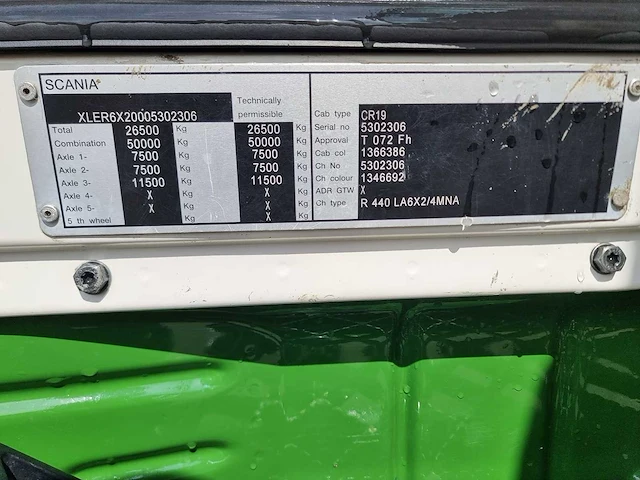 SCANIA
XLER6X20005302306
Technically
permissible
Total 26500 Kg 26500 Kg
Combination 50000 Kg 50000 Kg
Axle 1- 7500 Kg 7500 Kg
Axle 2- 7500 Kg 7500 Kg
Axle 3- 11500 Kg 11500 Kg
Axle 4- X Kg X Kg
Axle 5- X Kg X Kg
5 th wheel X Kg X Kg
Cab type CR19
Serial no 5302306
Approval T 072 Fh
Cab col 1366386
Ch No 5302306
Ch colour 1346692
ADR GTW X
Ch type R 440 LA6X2/4MNA